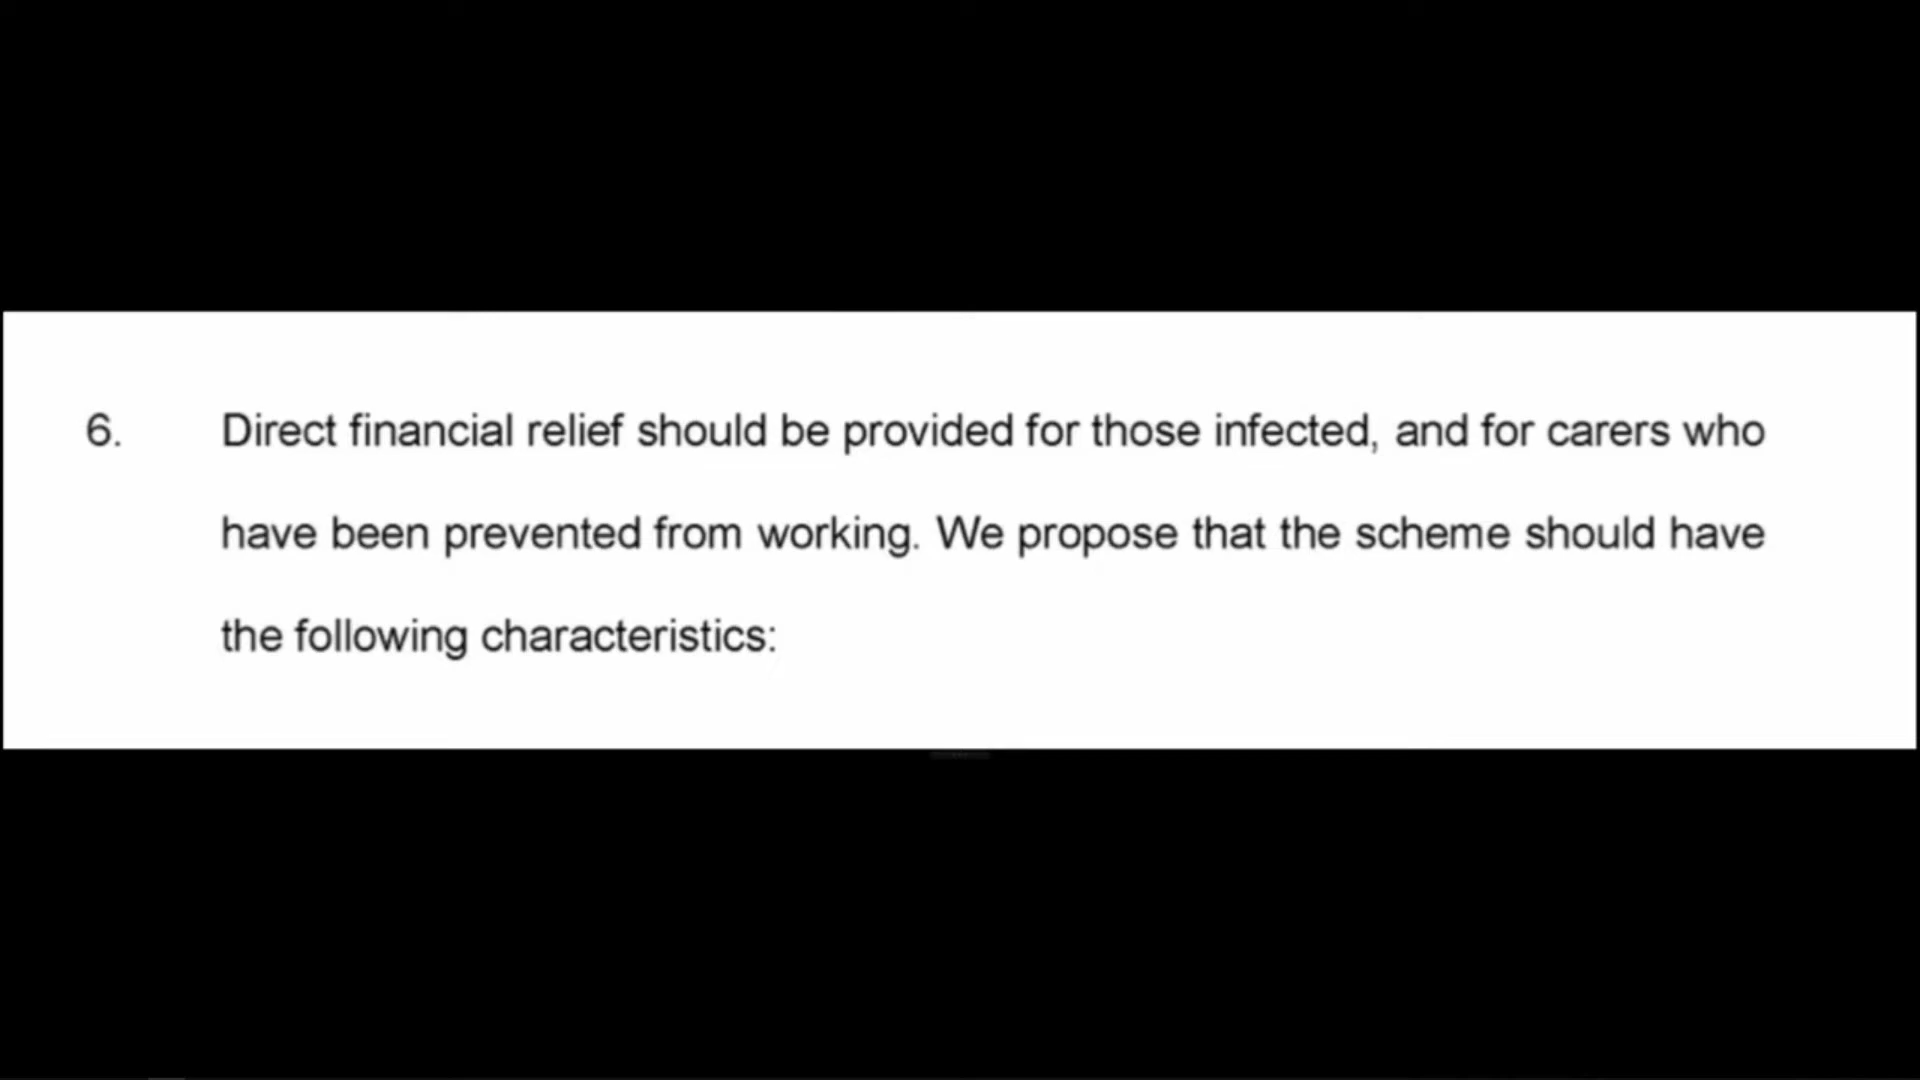 6. Direct financial relief should be provided for those infected, and for carers who
have been prevented from working. We propose that the scheme should have
the following characteristics: